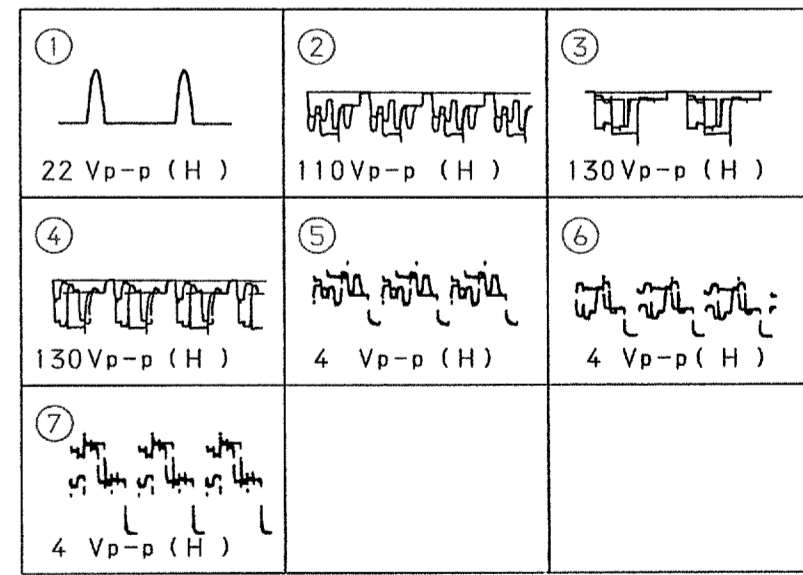 ① ② ③
22 Vp-p ( H ) 110Vp-p ( H ) 130Vp-p ( H )
④ ⑤ ⑥
130Vp-p ( H ) 4 Vp-p ( H ) 4 Vp-p( H )
⑦
4 Vp-p ( H )